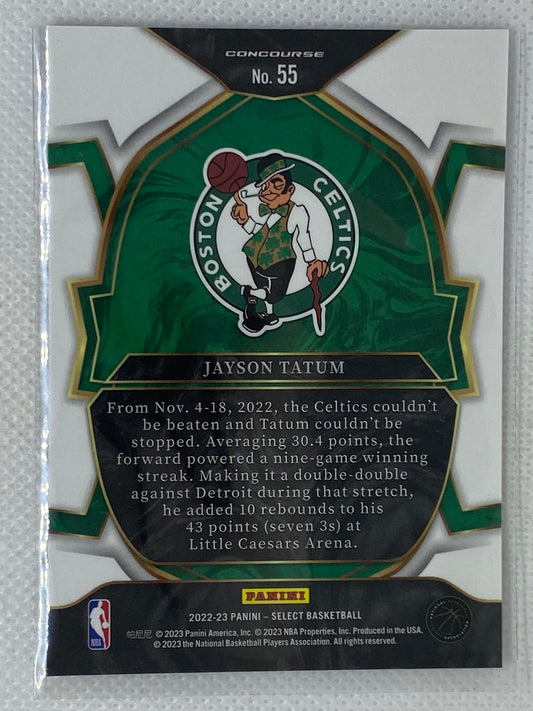 CONCOURSE
No. 55
BOSTON CELTICS
JAYSON TATUM
From Nov. 4-18, 2022, the Celtics couldn't
be beaten and Tatum couldn't be
stopped. Averaging 30.4 points, the
forward powered a nine-game winning
streak. Making it a double-double
against Detroit during that stretch,
he added 10 rebounds to his
43 points (seven 3s) at
Little Caesars Arena.
PANINI
2022-23 PANINI – SELECT BASKETBALL
NBA
帕尼尼 © 2023 Panini America, Inc. © 2023 NBA Properties, Inc. Produced in the USA.
© 2023 the National Basketball Players Association. All rights reserved.